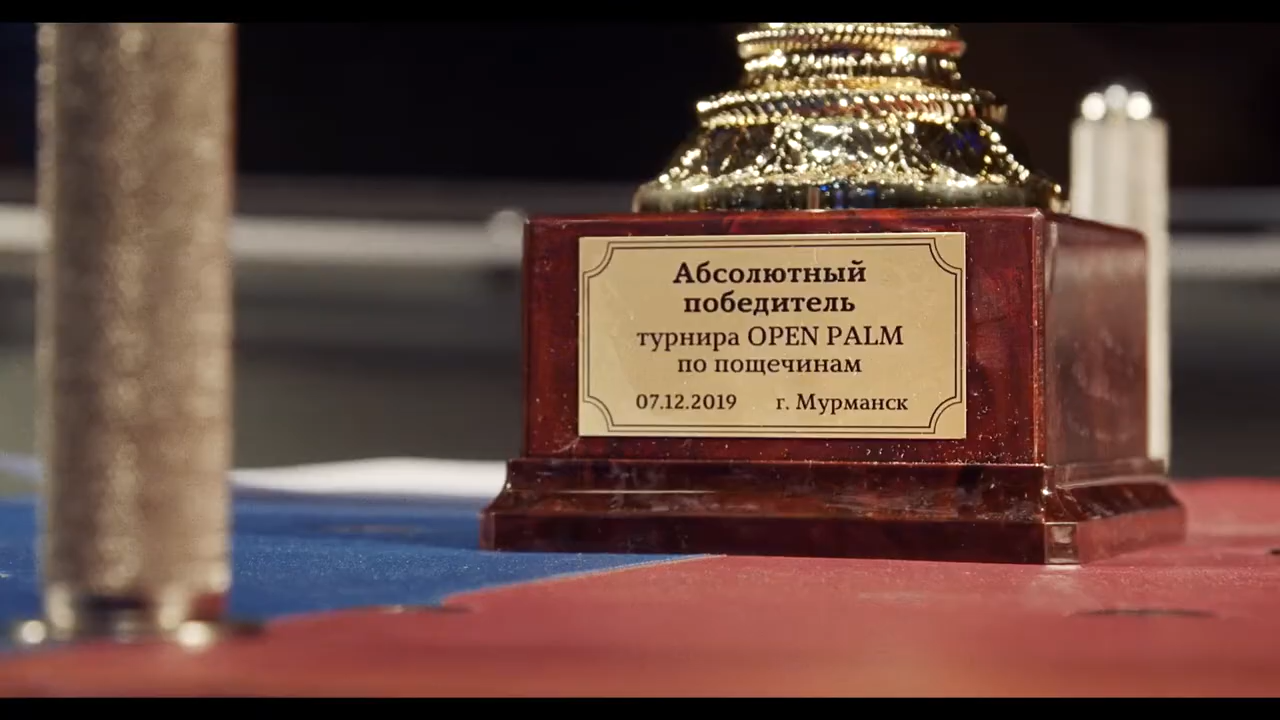 Абсолютный
победитель
турнира OPEN PALM
по пощечинам
07.12.2019 г. Мурманск